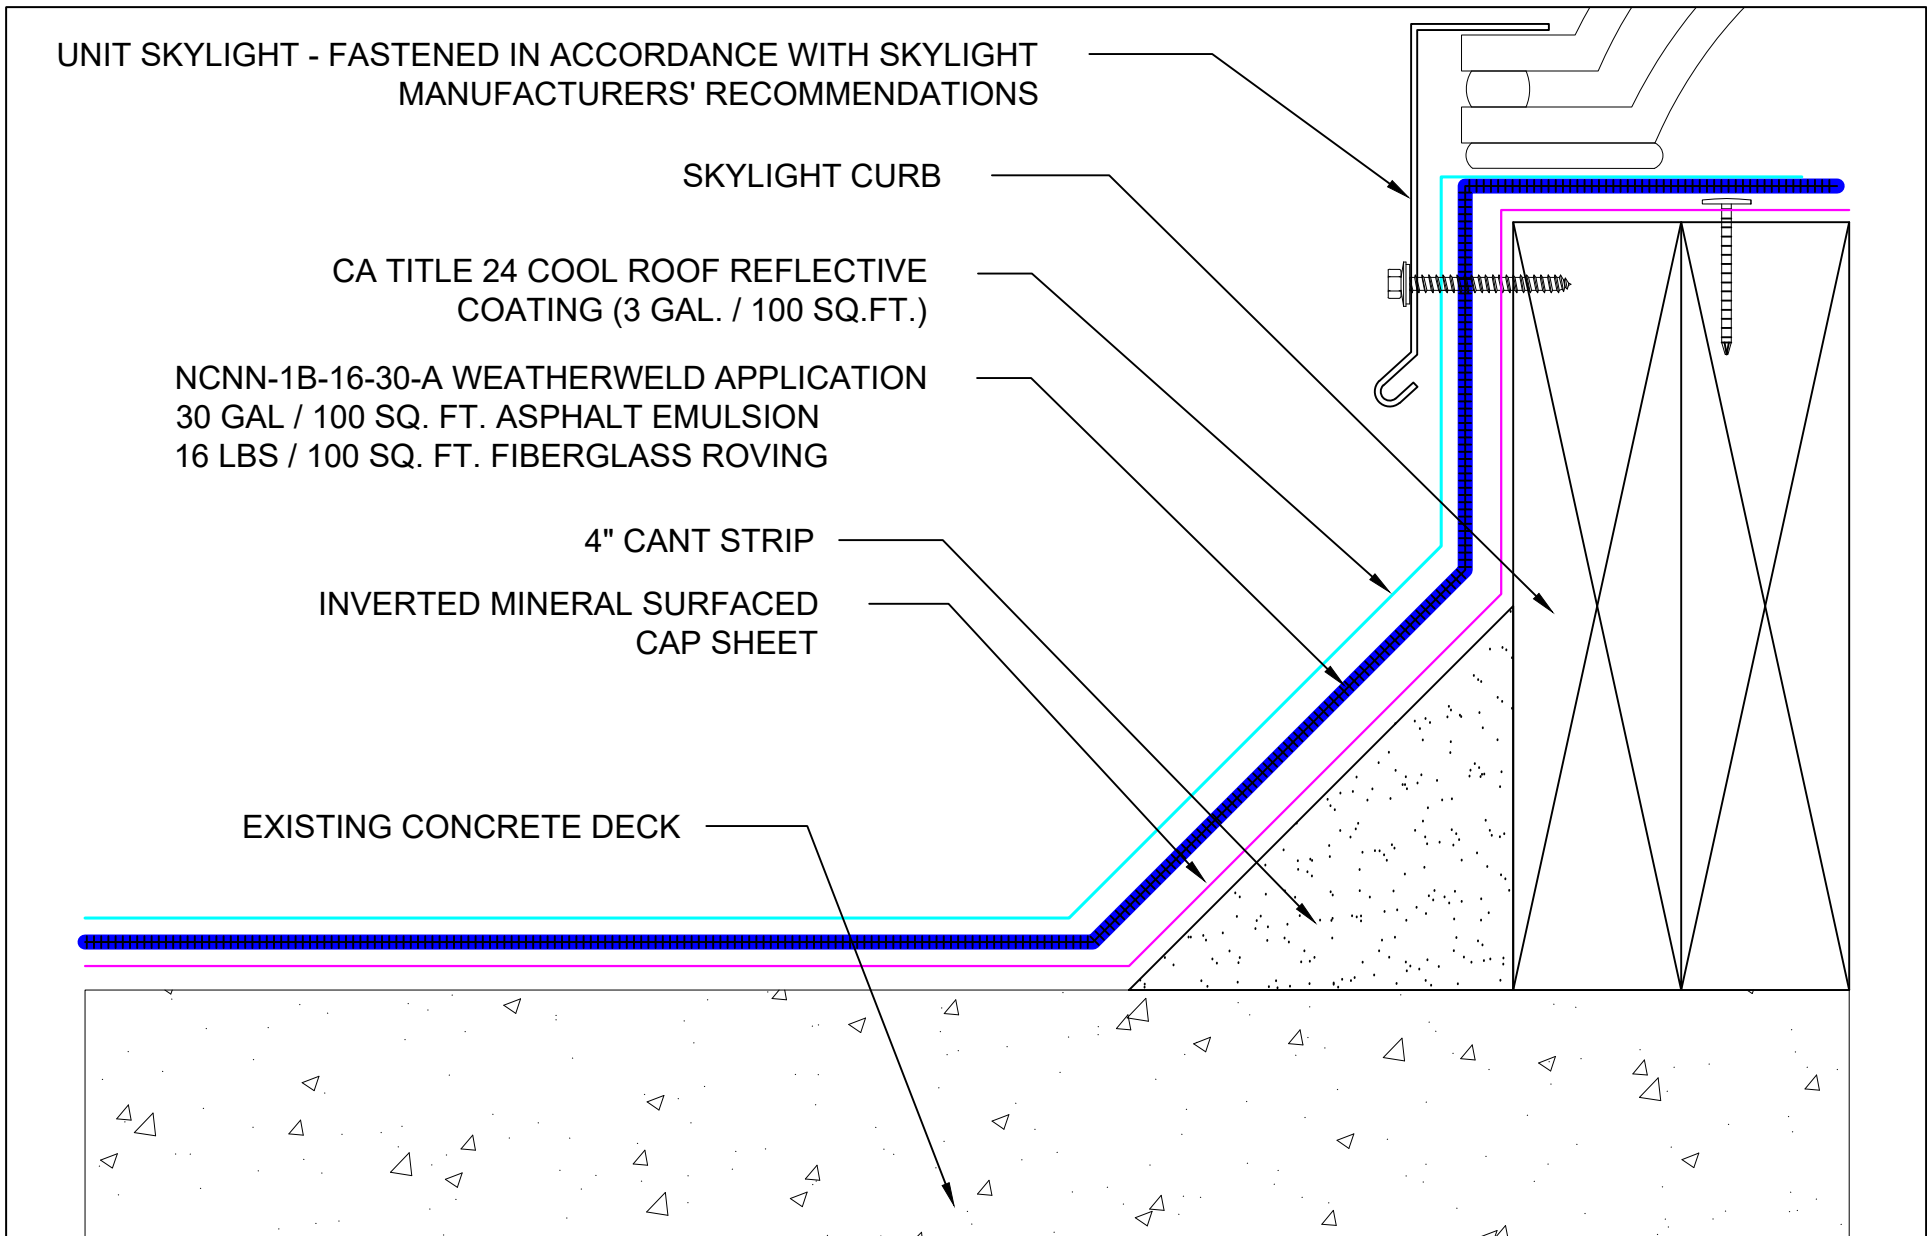 UNIT SKYLIGHT - FASTENED IN ACCORDANCE WITH SKYLIGHT
MANUFACTURERS' RECOMMENDATIONS
SKYLIGHT CURB
CA TITLE 24 COOL ROOF REFLECTIVE
COATING (3 GAL. / 100 SQ.FT.)
NCNN-1B-16-30-A WEATHERWELD APPLICATION
30 GAL / 100 SQ. FT. ASPHALT EMULSION
16 LBS / 100 SQ. FT. FIBERGLASS ROVING
4" CANT STRIP
INVERTED MINERAL SURFACED
CAP SHEET
EXISTING CONCRETE DECK